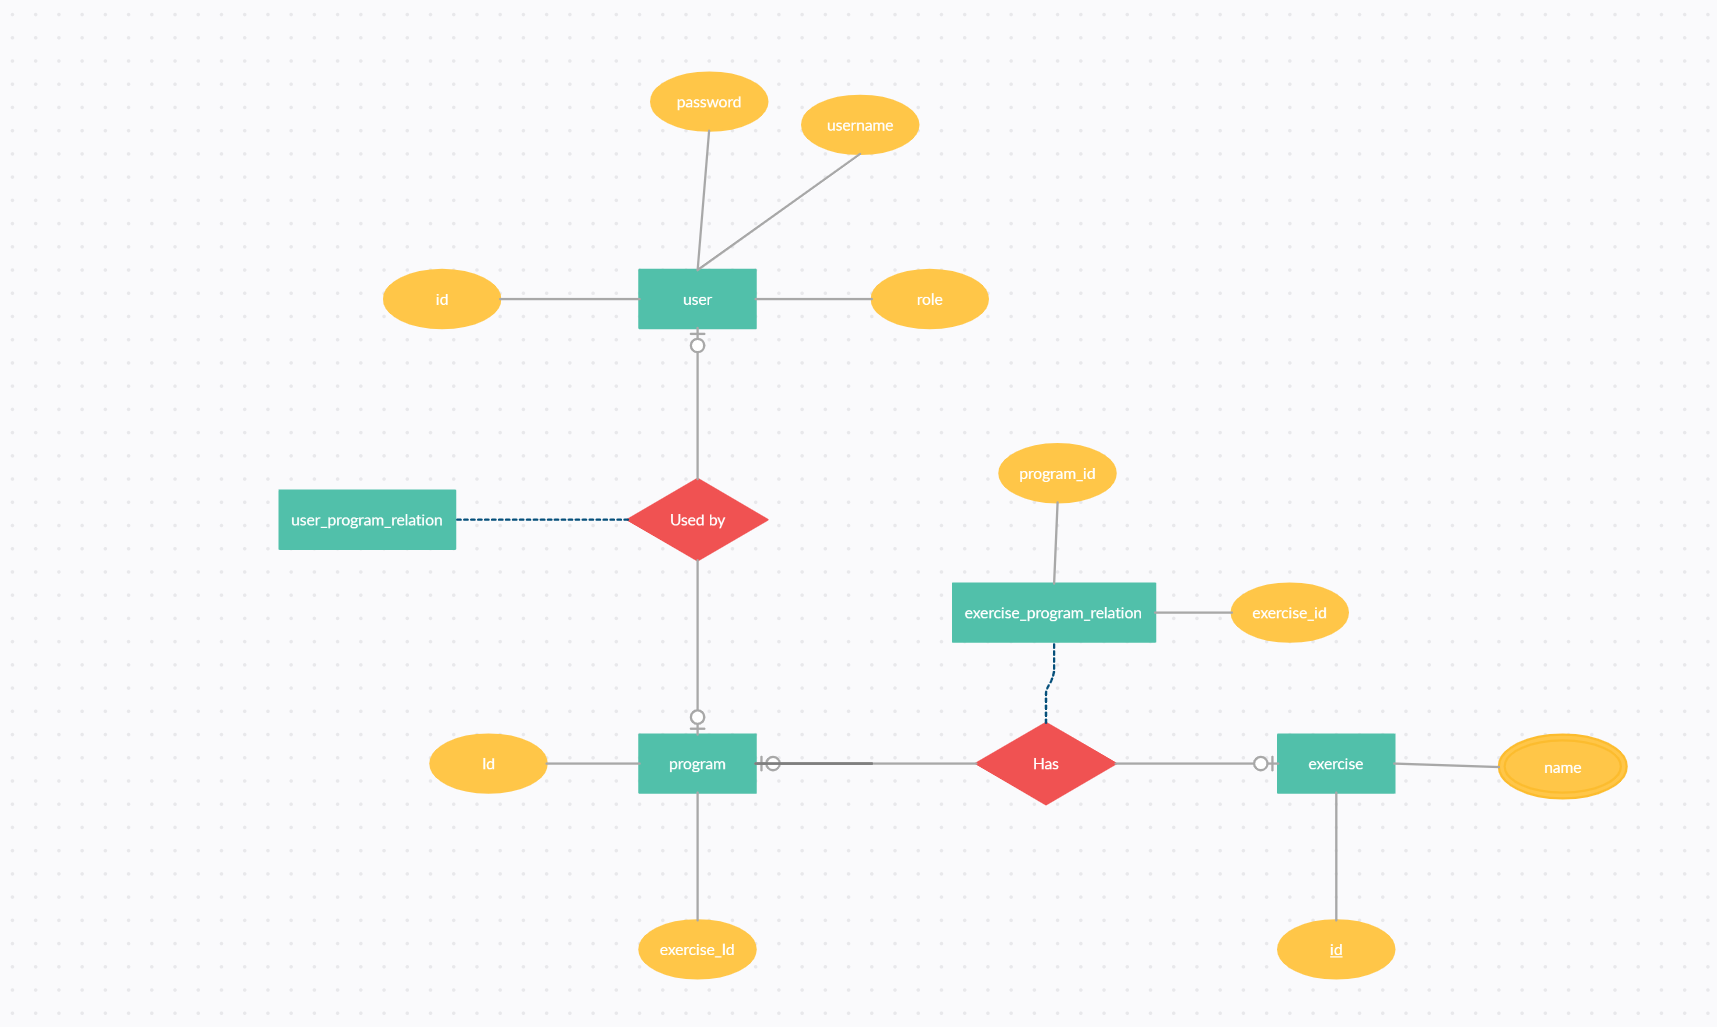 password
username
id
user
role
program_id
user_program_relation
Used by
exercise_program_relation
exercise_id
Id
program
Has
exercise
name
exercise_Id
id